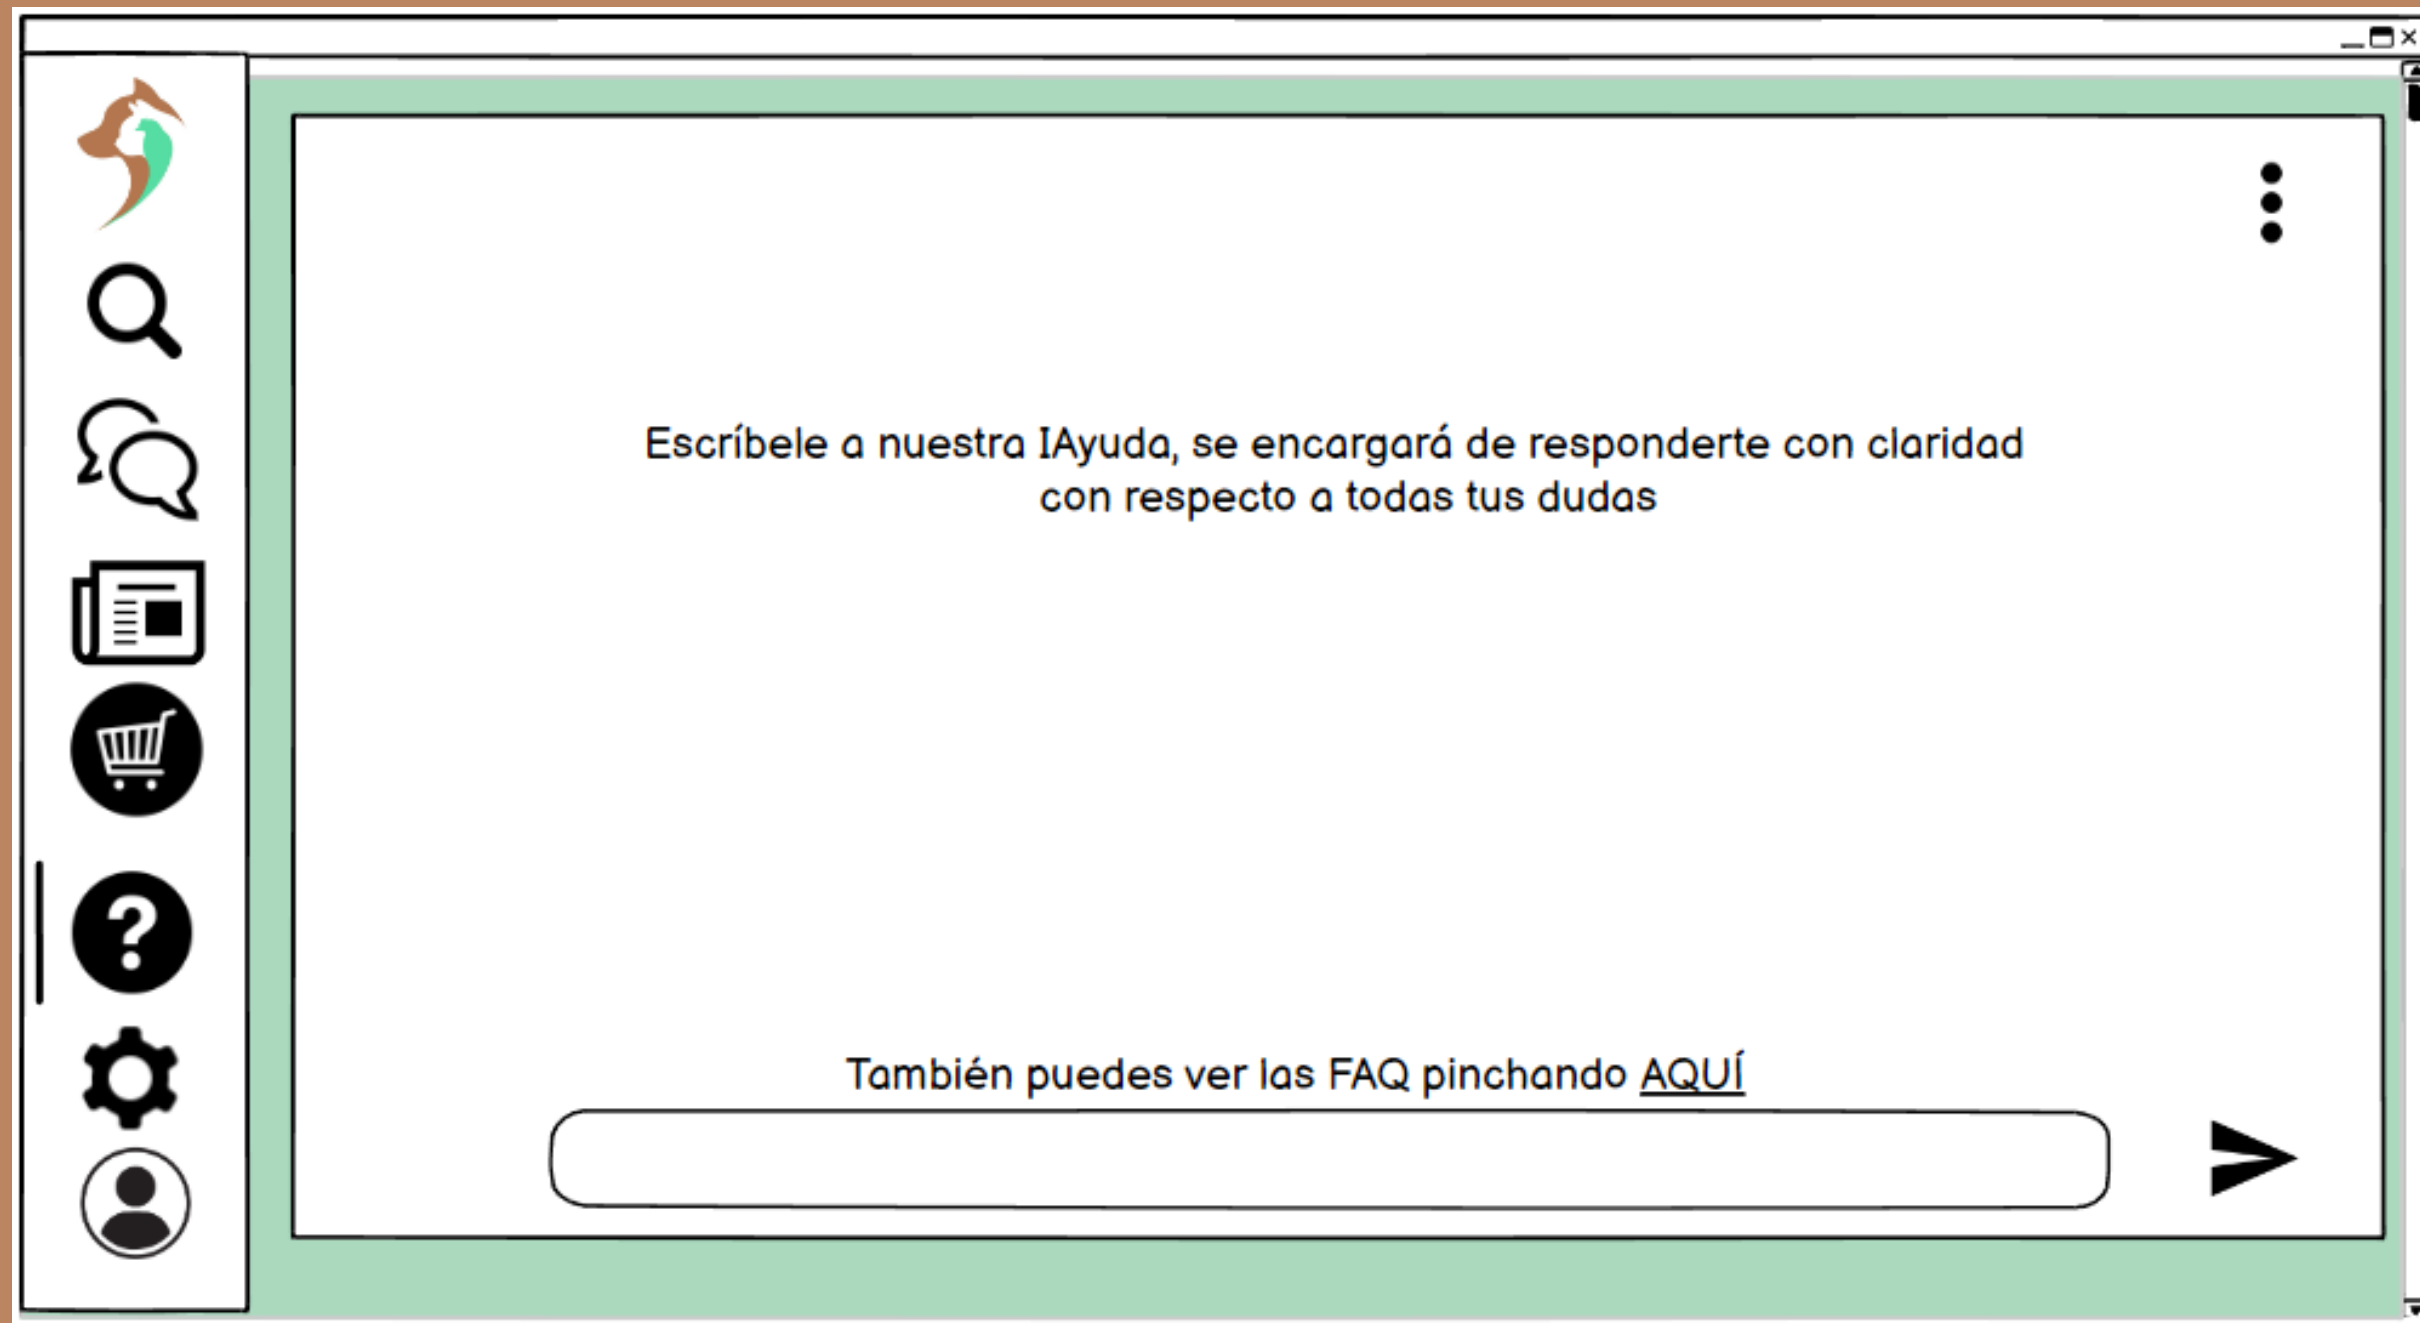 Escríbele a nuestra IAyuda, se encargará de responderte con claridad
con respecto a todas tus dudas
También puedes ver las FAQ pinchando AQUÍ